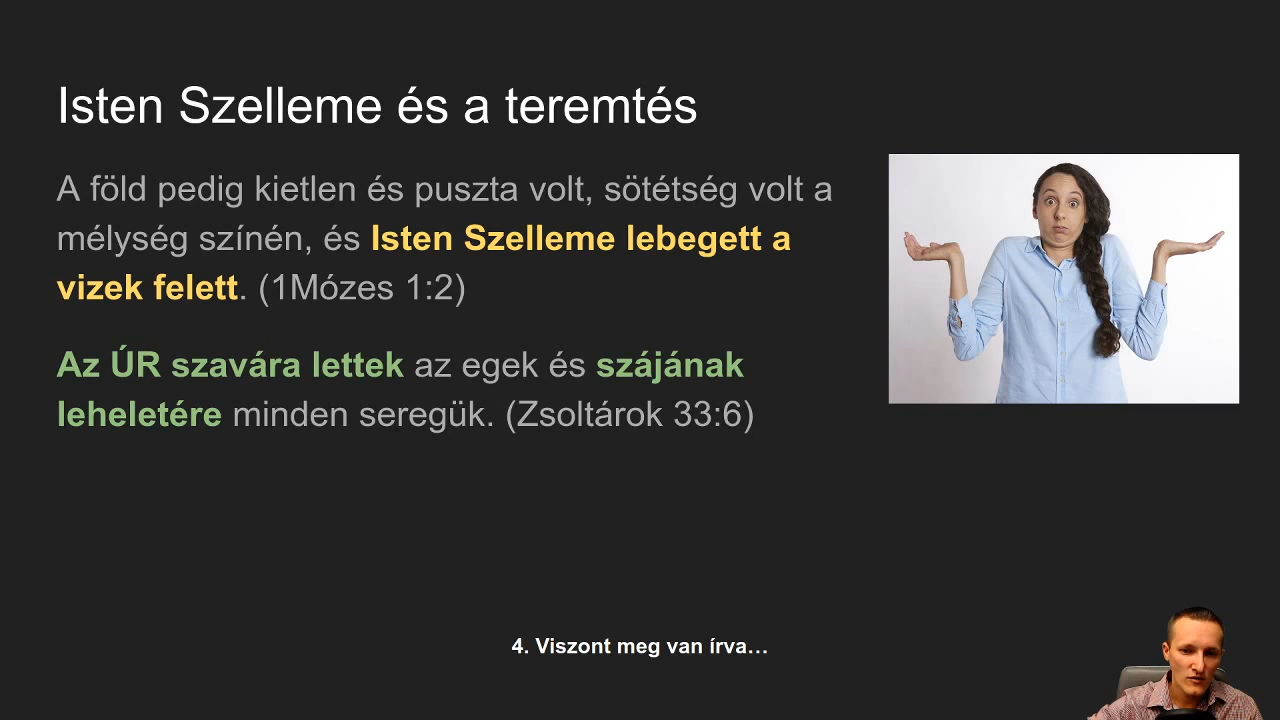 Isten Szelleme és a teremtés
A föld pedig kietlen és puszta volt, sötétség volt a
mélység színén, és Isten Szelleme lebegett a
vizek felett. (1Mózes 1:2)
Az ÚR szavára lettek az egek és szájának
leheletére minden seregük. (Zsoltárok 33:6)
4. Viszont meg van írva…